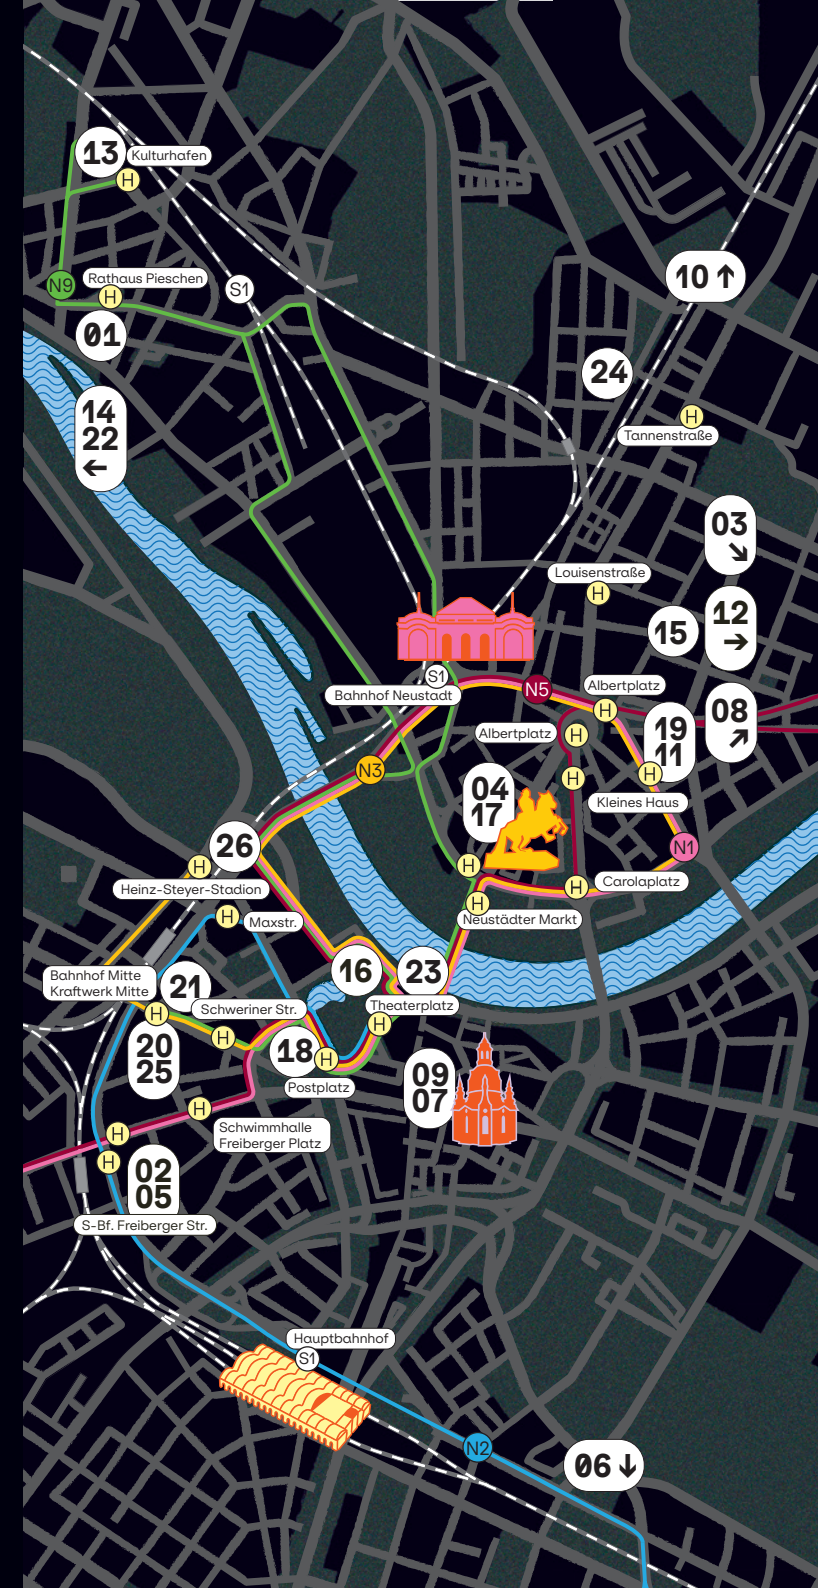 13
Kulturhafen
H
N9
Rathaus Pieschen
H
S1
01
10 ↑
24
14
22
←
H
Tannenstraße
03
↘
Louisenstraße
H
15
12
→
S1
Bahnhof Neustadt
N5
Albertplatz
H
Albertplatz
H
19
11
08
↗
N3
H
H
04
17
Kleines Haus
26
N1
H
H
Heinz-Steyer-Stadion
H
Carolaplatz
H
Neustädter Markt
H
Maxstr.
16
23
Bahnhof Mitte
Kraftwerk Mitte
21
Theaterplatz
Schweriner Str.
H
H
H
20
25
18
H
Postplatz
09
07
H
Schwimmhalle
Freiberger Platz
H
H
02
05
S-Bf. Freiberger Str.
Hauptbahnhof
S1
N2
06 ↓